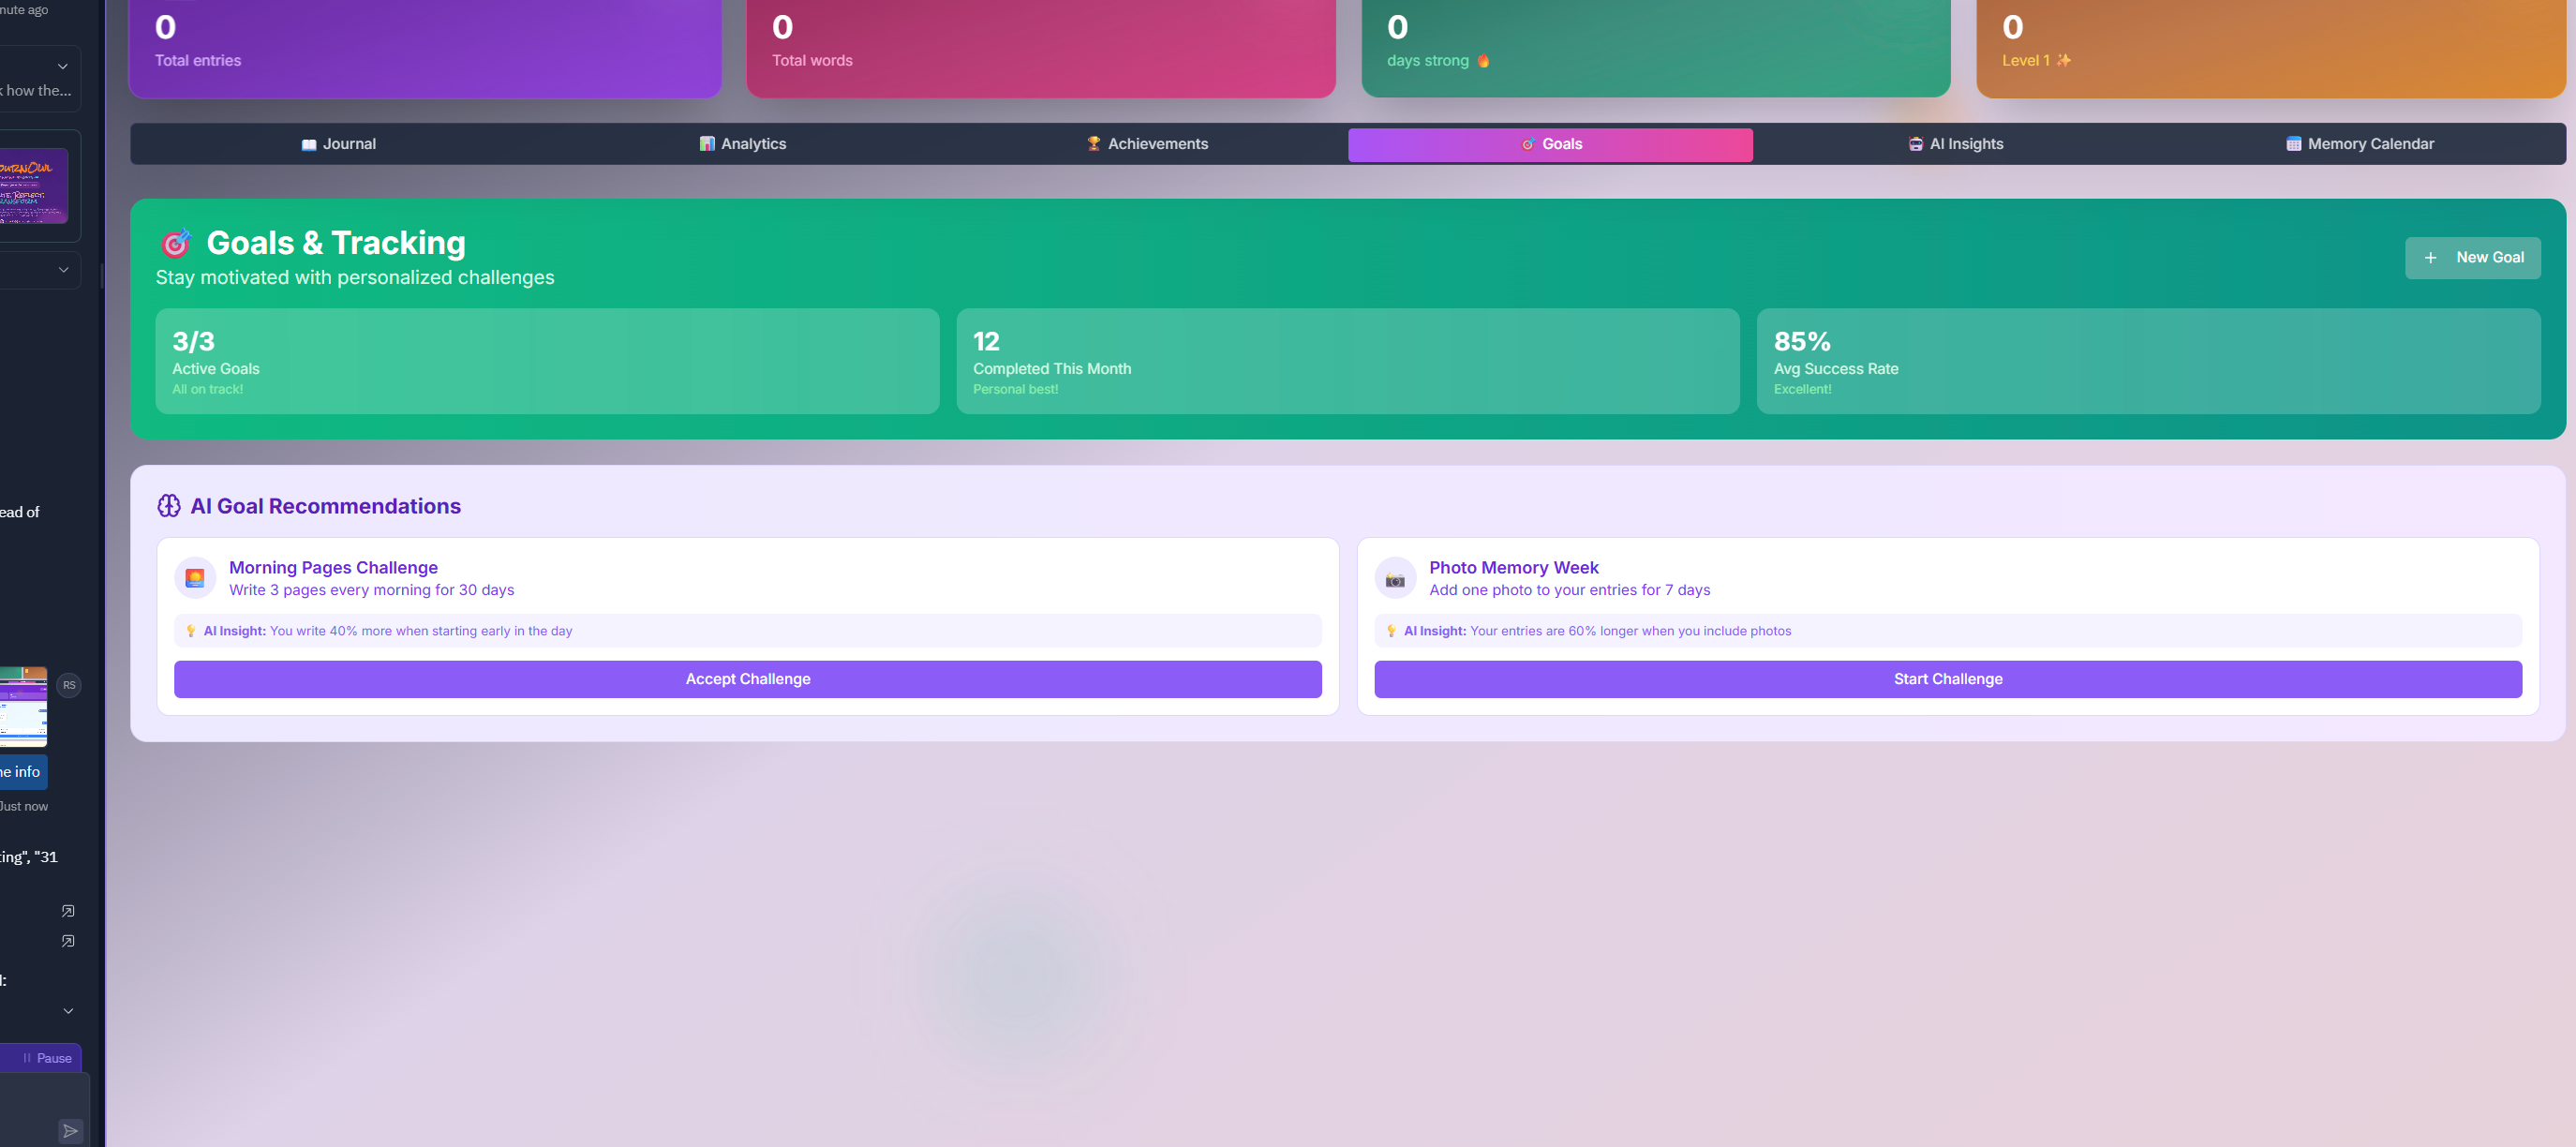 nute ago
k how the...
JOURNOWL
ead of
RS
ne info
Just now
ting", "31
Pause
0
Total entries
0
Total words
0
days strong 🔥
0
Level 1 ✨
📖 Journal
📊 Analytics
🏆 Achievements
🎯 Goals
🤖 AI Insights
🗓️ Memory Calendar
🎯 Goals & Tracking
Stay motivated with personalized challenges
+ New Goal
3/3
Active Goals
All on track!
12
Completed This Month
Personal best!
85%
Avg Success Rate
Excellent!
AI Goal Recommendations
Morning Pages Challenge
Write 3 pages every morning for 30 days
💡 AI Insight: You write 40% more when starting early in the day
Accept Challenge
Photo Memory Week
Add one photo to your entries for 7 days
💡 AI Insight: Your entries are 60% longer when you include photos
Start Challenge